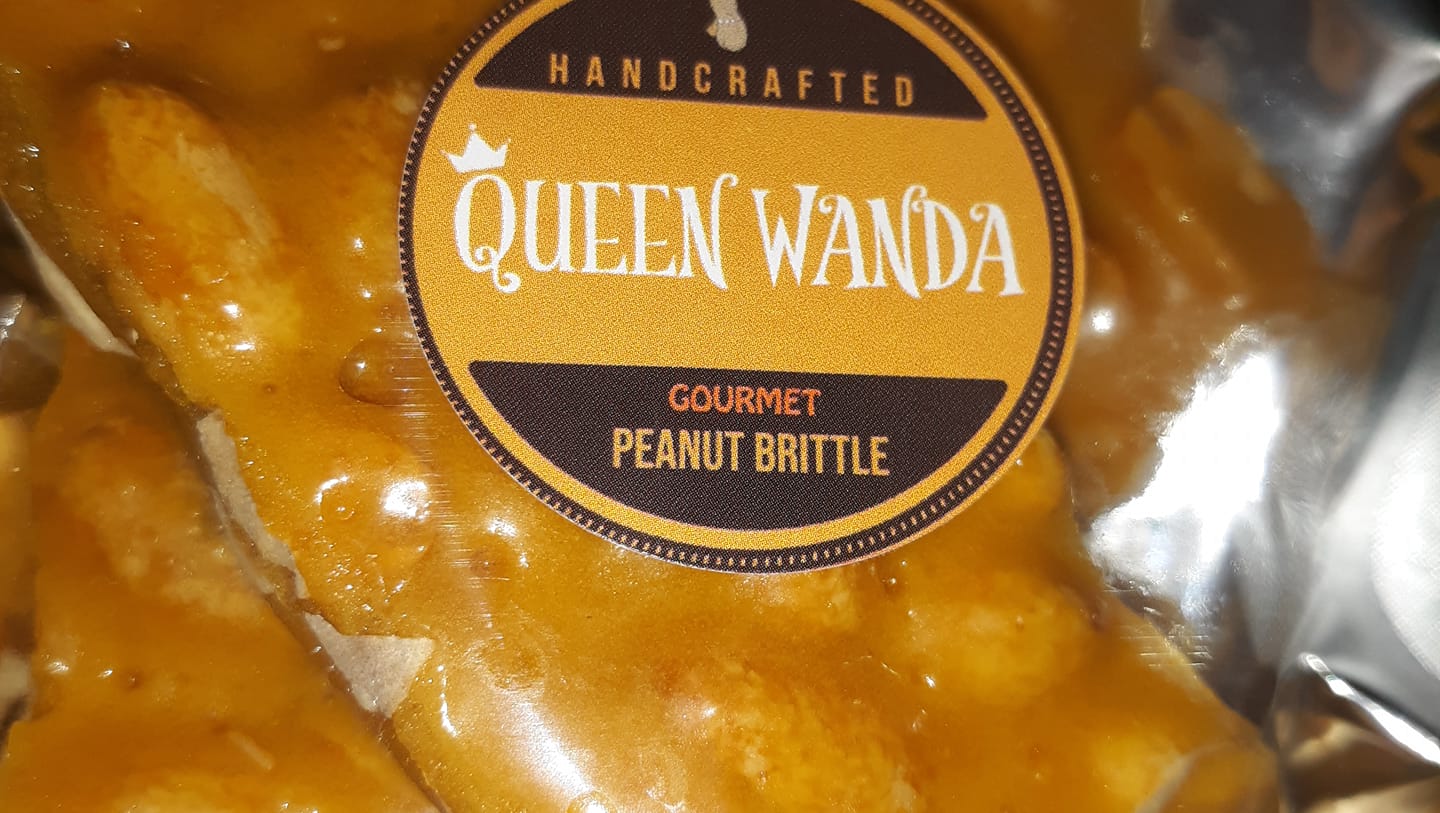 HANDCRAFTED
QUEEN WANDA
GOURMET
PEANUT BRITTLE